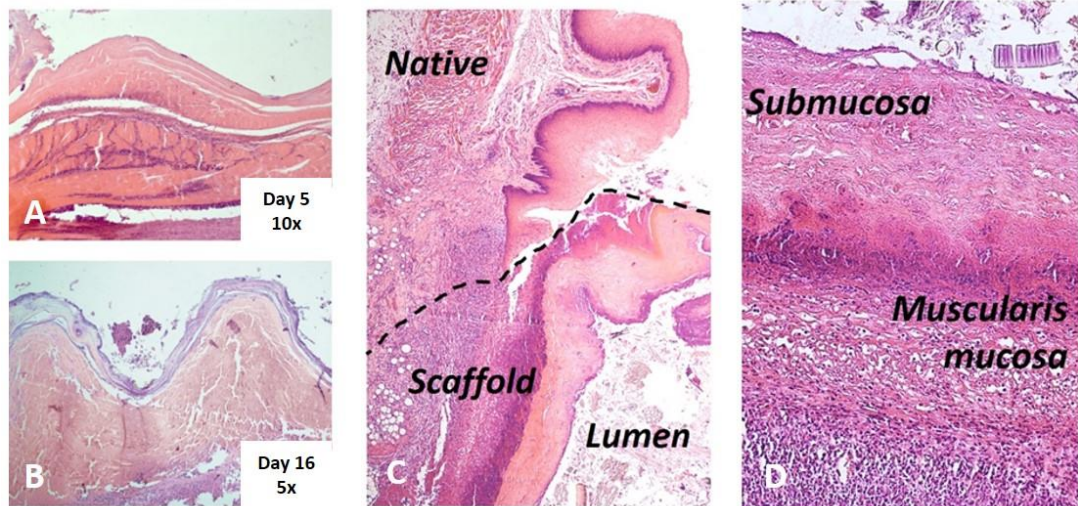 A
Day 5
10x
B
Day 16
5x
Native
Scaffold
Lumen
C
Submucosa
Muscularis
mucosa
D